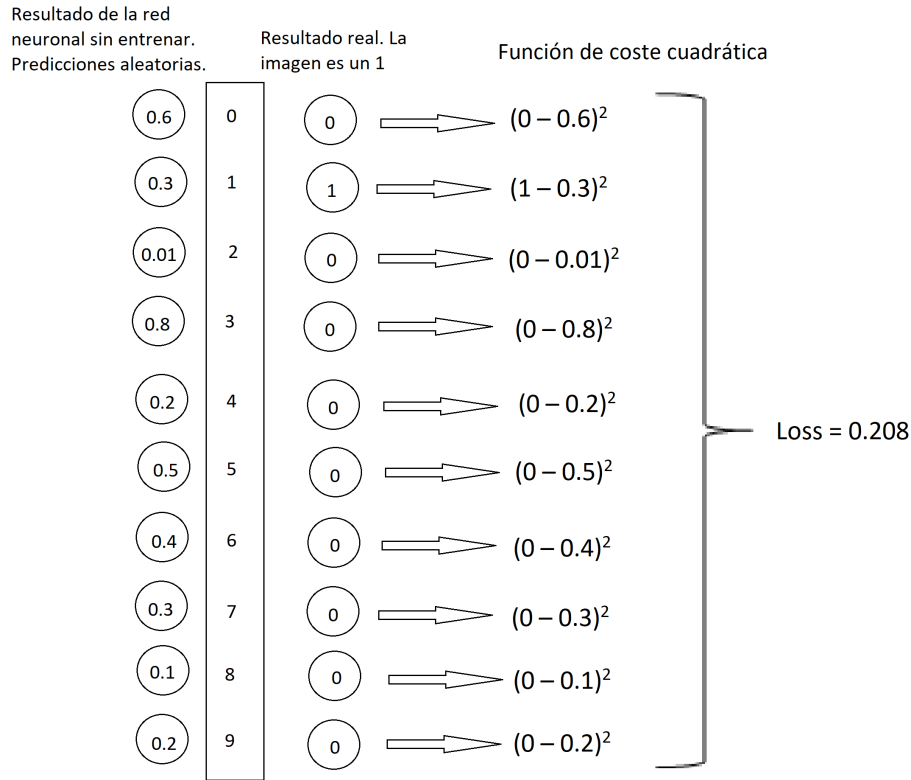 Resultado de la red
neuronal sin entrenar.
Predicciones aleatorias.
Resultado real. La
imagen es un 1
Función de coste cuadrática
0.6 0 0 (0 – 0.6)²
0.3 1 1 (1 – 0.3)²
0.01 2 0 (0 – 0.01)²
0.8 3 0 (0 – 0.8)²
0.2 4 0 (0 – 0.2)²
Loss = 0.208
0.5 5 0 (0 – 0.5)²
0.4 6 0 (0 – 0.4)²
0.3 7 0 (0 – 0.3)²
0.1 8 0 (0 – 0.1)²
0.2 9 0 (0 – 0.2)²